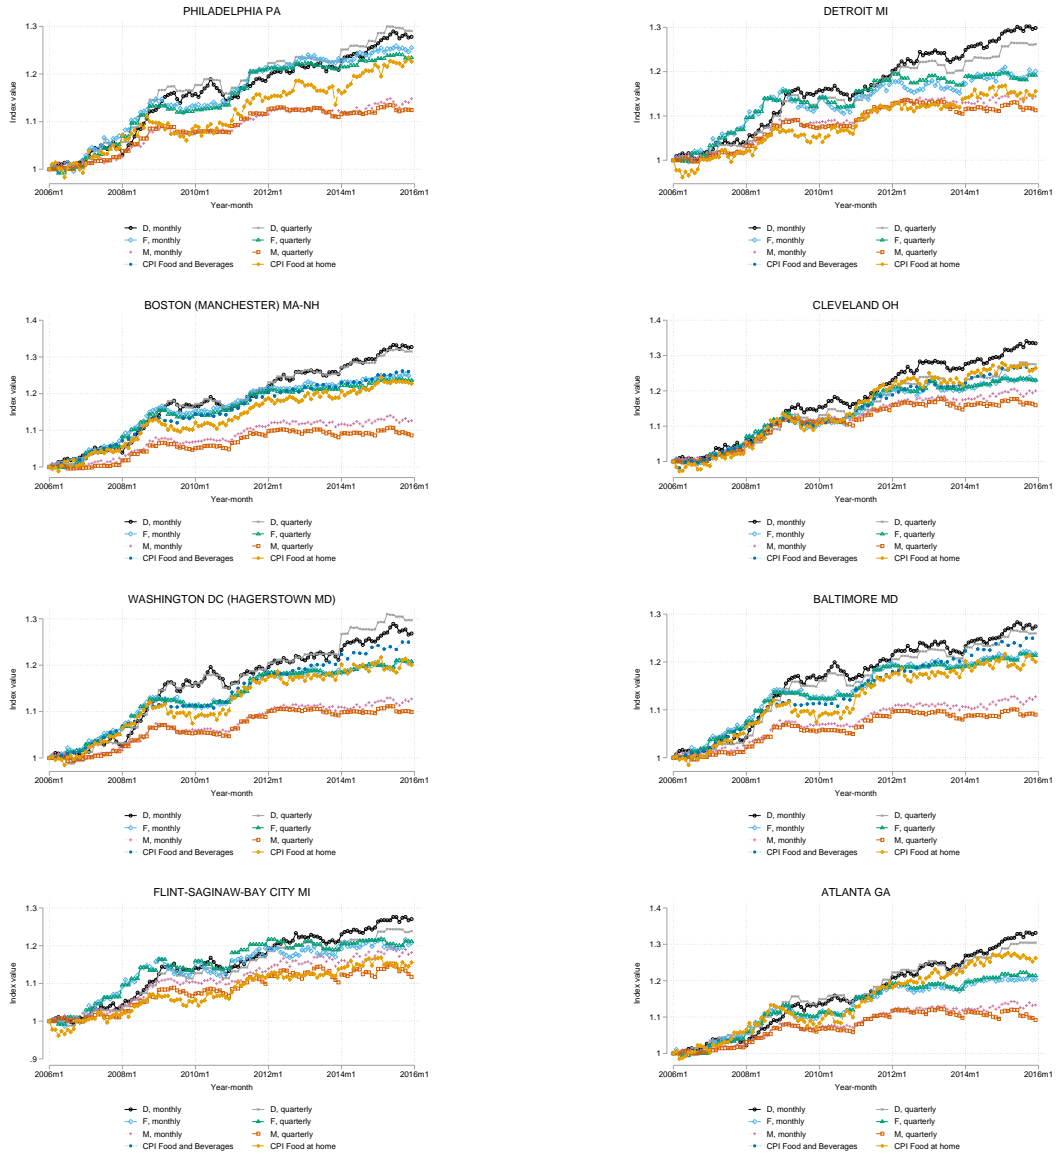 PHILADELPHIA PA
Index value
1.3
1.2
1.1
1
2006m1 2008m1 2010m1 2012m1 2014m1 2016m1
Year-month
D, monthly D, quarterly
F, monthly F, quarterly
M, monthly M, quarterly
CPI Food and Beverages CPI Food at home
DETROIT MI
Index value
1.3
1.2
1.1
1
2006m1 2008m1 2010m1 2012m1 2014m1 2016m1
Year-month
D, monthly D, quarterly
F, monthly F, quarterly
M, monthly M, quarterly
CPI Food and Beverages CPI Food at home
BOSTON (MANCHESTER) MA-NH
Index value
1.4
1.3
1.2
1.1
1
2006m1 2008m1 2010m1 2012m1 2014m1 2016m1
Year-month
D, monthly D, quarterly
F, monthly F, quarterly
M, monthly M, quarterly
CPI Food and Beverages CPI Food at home
CLEVELAND OH
Index value
1.4
1.3
1.2
1.1
1
2006m1 2008m1 2010m1 2012m1 2014m1 2016m1
Year-month
D, monthly D, quarterly
F, monthly F, quarterly
M, monthly M, quarterly
CPI Food and Beverages CPI Food at home
WASHINGTON DC (HAGERSTOWN MD)
Index value
1.3
1.2
1.1
1
2006m1 2008m1 2010m1 2012m1 2014m1 2016m1
Year-month
D, monthly D, quarterly
F, monthly F, quarterly
M, monthly M, quarterly
CPI Food and Beverages CPI Food at home
BALTIMORE MD
Index value
1.3
1.2
1.1
1
2006m1 2008m1 2010m1 2012m1 2014m1 2016m1
Year-month
D, monthly D, quarterly
F, monthly F, quarterly
M, monthly M, quarterly
CPI Food and Beverages CPI Food at home
FLINT-SAGINAW-BAY CITY MI
Index value
1.3
1.2
1.1
1
.9
2006m1 2008m1 2010m1 2012m1 2014m1 2016m1
Year-month
D, monthly D, quarterly
F, monthly F, quarterly
M, monthly M, quarterly
CPI Food and Beverages CPI Food at home
ATLANTA GA
Index value
1.4
1.3
1.2
1.1
1
2006m1 2008m1 2010m1 2012m1 2014m1 2016m1
Year-month
D, monthly D, quarterly
F, monthly F, quarterly
M, monthly M, quarterly
CPI Food and Beverages CPI Food at home